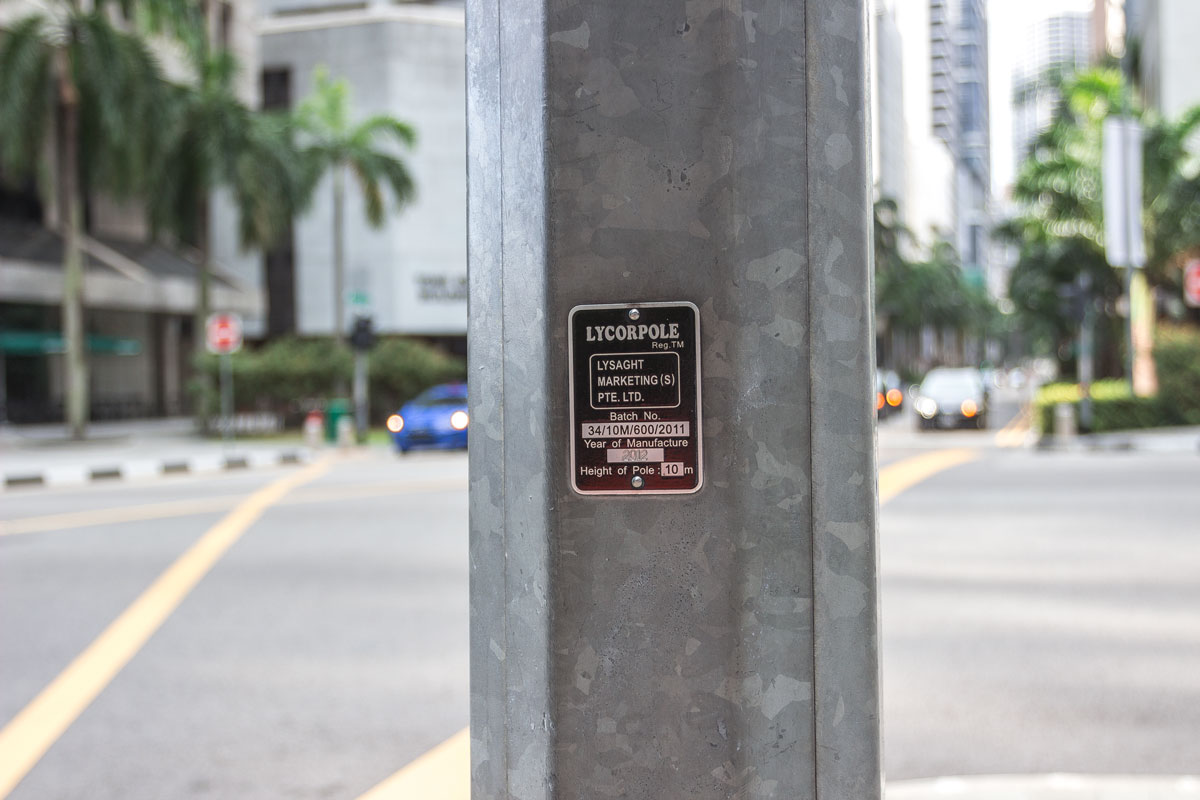 LYCORPOLE
Reg.TM
LYSAGHT
MARKETING (S)
PTE. LTD.
Batch No.
34/10M/600/2011
Year of Manufacture
2012
Height of Pole : 10 m